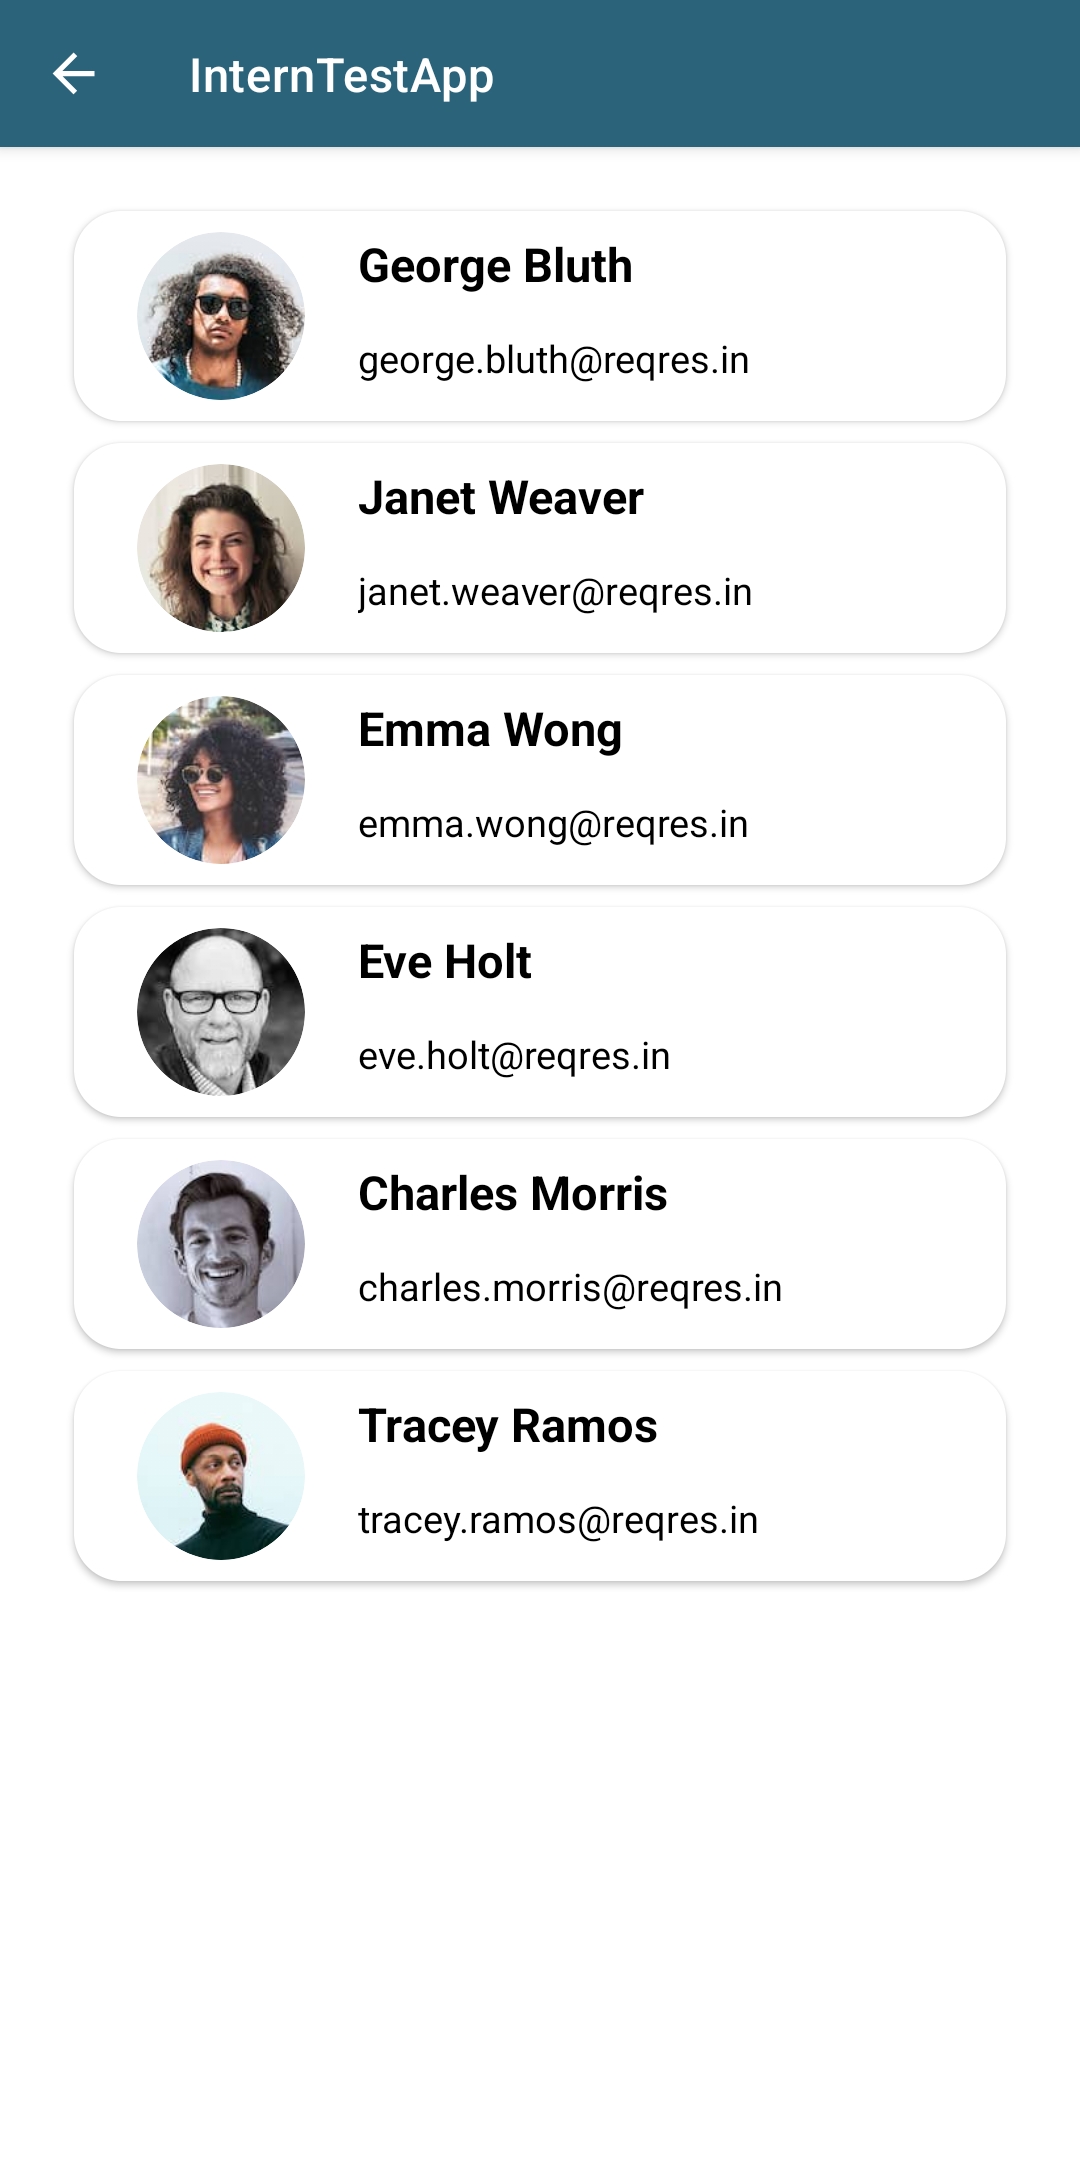 InternTestApp
George Bluth
george.bluth@reqres.in
Janet Weaver
janet.weaver@reqres.in
Emma Wong
emma.wong@reqres.in
Eve Holt
eve.holt@reqres.in
Charles Morris
charles.morris@reqres.in
Tracey Ramos
tracey.ramos@reqres.in